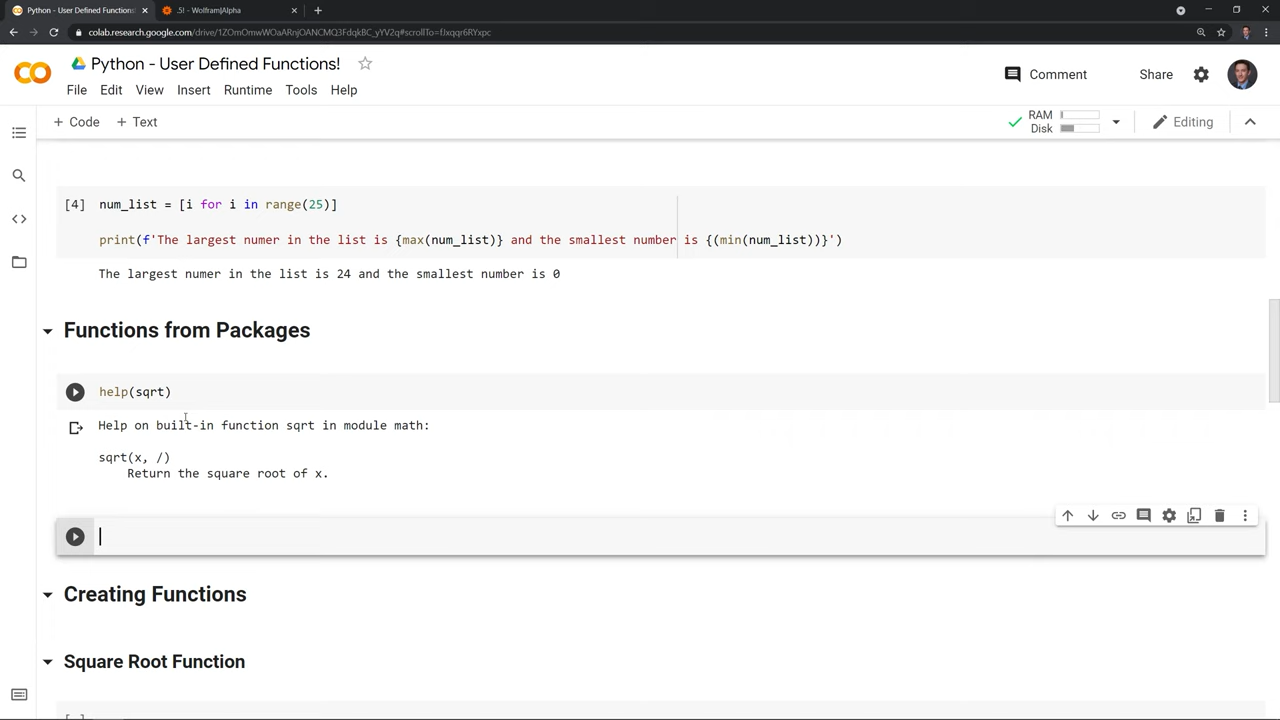 Python - User Defined Functions!
.5! - Wolfram|Alpha
colab.research.google.com/drive/1ZOmOmwWOaARnjOANCMQ3FdqkBC_yYV2q#scrollTo=fJxqqr6RYxpc
Python - User Defined Functions!
Comment
Share
File Edit View Insert Runtime Tools Help
+ Code + Text
RAM
Disk
Editing
[4] num_list = [i for i in range(25)]
print(f'The largest numer in the list is {max(num_list)} and the smallest number is {(min(num_list))}')
The largest numer in the list is 24 and the smallest number is 0
Functions from Packages
help(sqrt)
Help on built-in function sqrt in module math:
sqrt(x, /)
Return the square root of x.
Creating Functions
Square Root Function